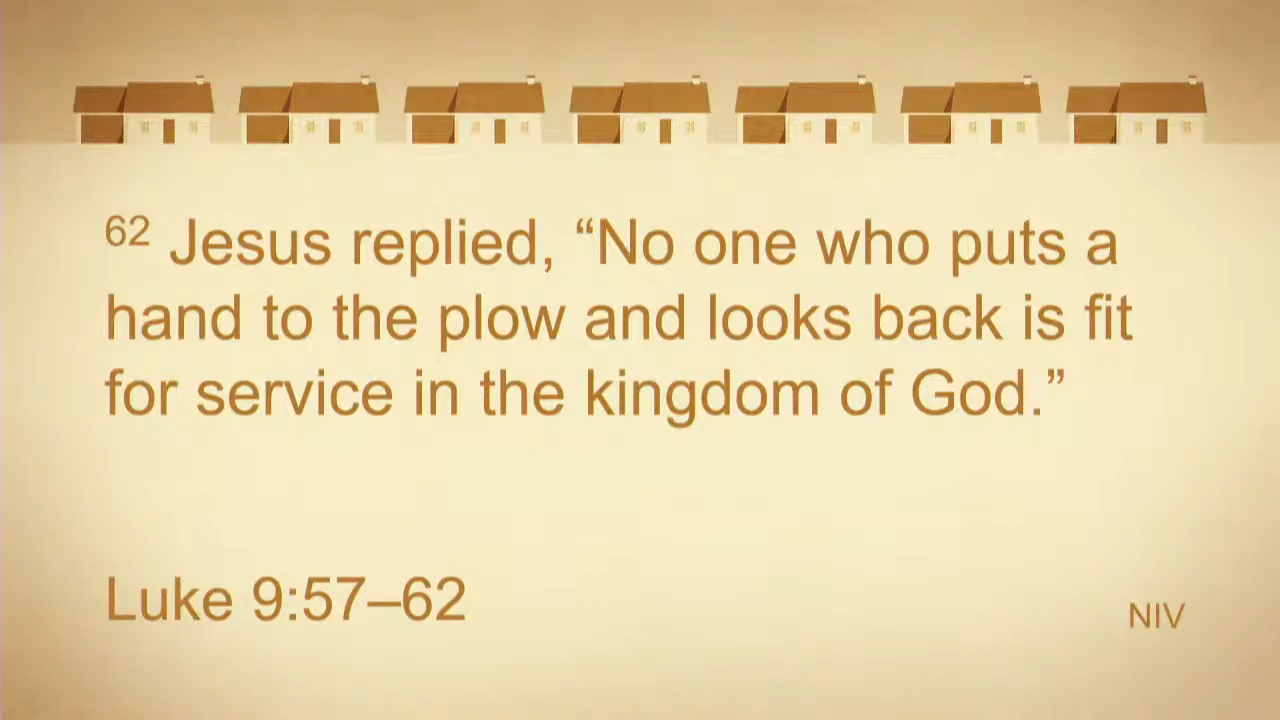 62 Jesus replied, “No one who puts a
hand to the plow and looks back is fit
for service in the kingdom of God.”
Luke 9:57–62
NIV